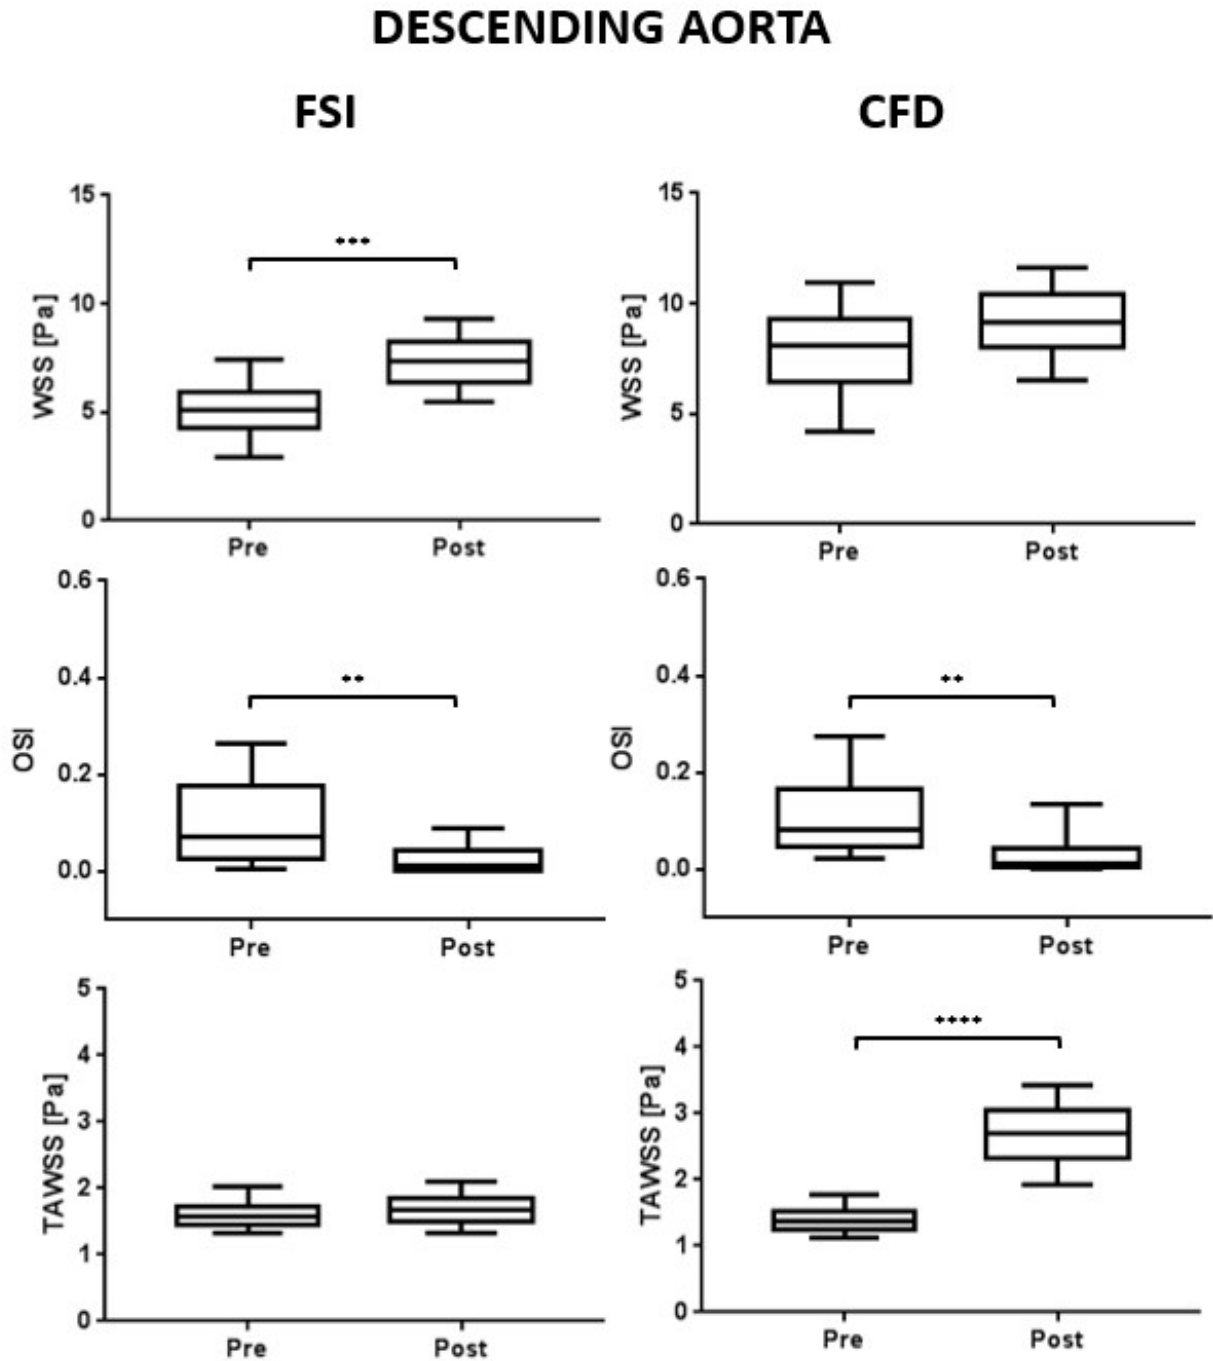 DESCENDING AORTA
FSI
CFD
WSS [Pa]
15
10
5
0
***
Pre
Post
WSS [Pa]
15
10
5
0
Pre
Post
OSI
0.6
0.4
0.2
0.0
**
Pre
Post
OSI
0.6
0.4
0.2
0.0
**
Pre
Post
TAWSS [Pa]
5
4
3
2
1
0
Pre
Post
TAWSS [Pa]
5
4
3
2
1
0
****
Pre
Post